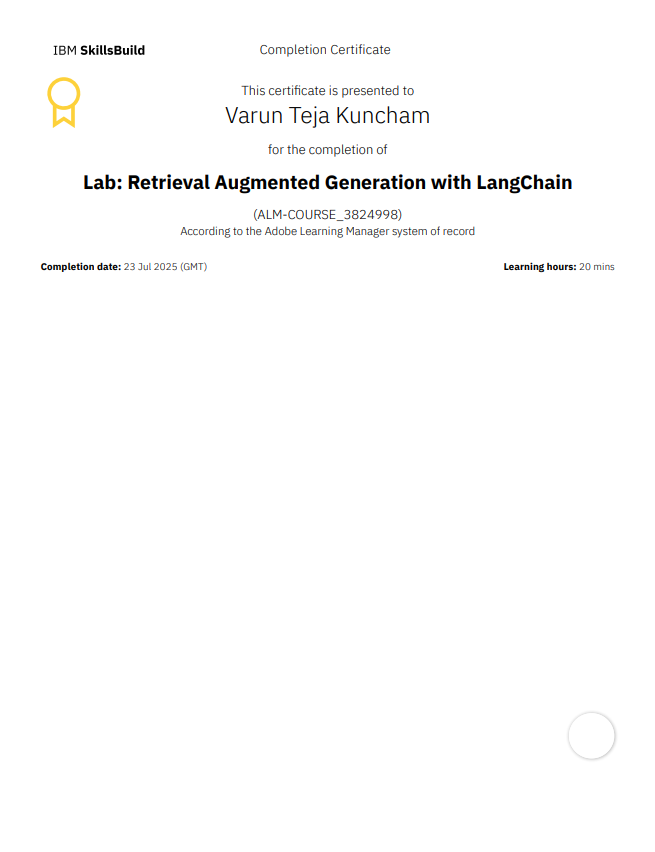 IBM SkillsBuild
Completion Certificate
This certificate is presented to
Varun Teja Kuncham
for the completion of
Lab: Retrieval Augmented Generation with LangChain
(ALM-COURSE_3824998)
According to the Adobe Learning Manager system of record
Completion date: 23 Jul 2025 (GMT)
Learning hours: 20 mins